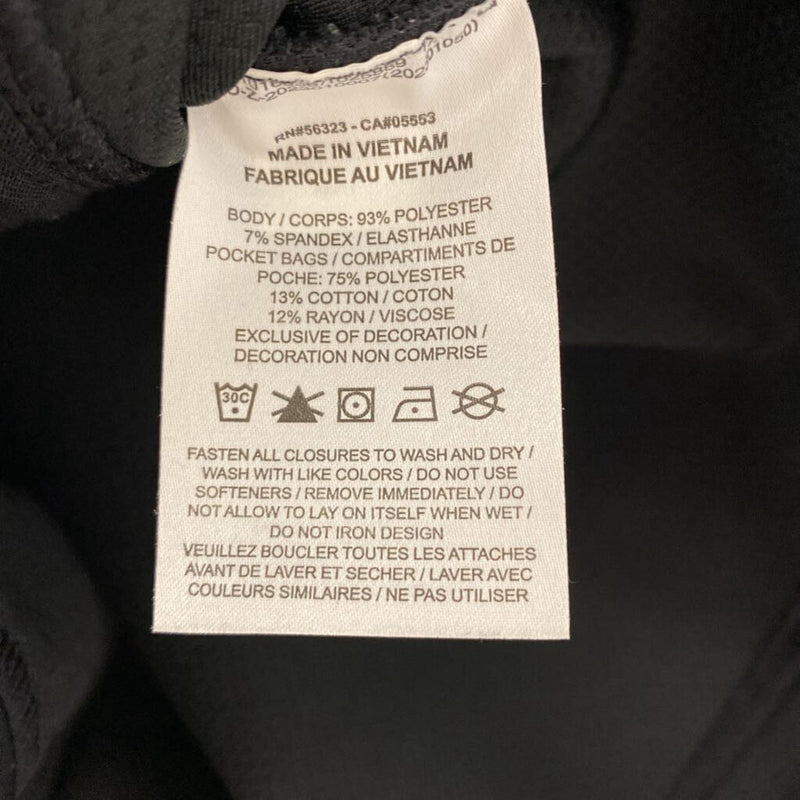 RN#56323 - CA#05553
MADE IN VIETNAM
FABRIQUE AU VIETNAM
BODY / CORPS: 93% POLYESTER
7% SPANDEX / ELASTHANNE
POCKET BAGS / COMPARTIMENTS DE
POCHE: 75% POLYESTER
13% COTTON / COTON
12% RAYON / VISCOSE
EXCLUSIVE OF DECORATION /
DECORATION NON COMPRISE
30C
FASTEN ALL CLOSURES TO WASH AND DRY /
WASH WITH LIKE COLORS / DO NOT USE
SOFTENERS / REMOVE IMMEDIATELY / DO
NOT ALLOW TO LAY ON ITSELF WHEN WET /
DO NOT IRON DESIGN
VEUILLEZ BOUCLER TOUTES LES ATTACHES
AVANT DE LAVER ET SECHER / LAVER AVEC
COULEURS SIMILAIRES / NE PAS UTILISER